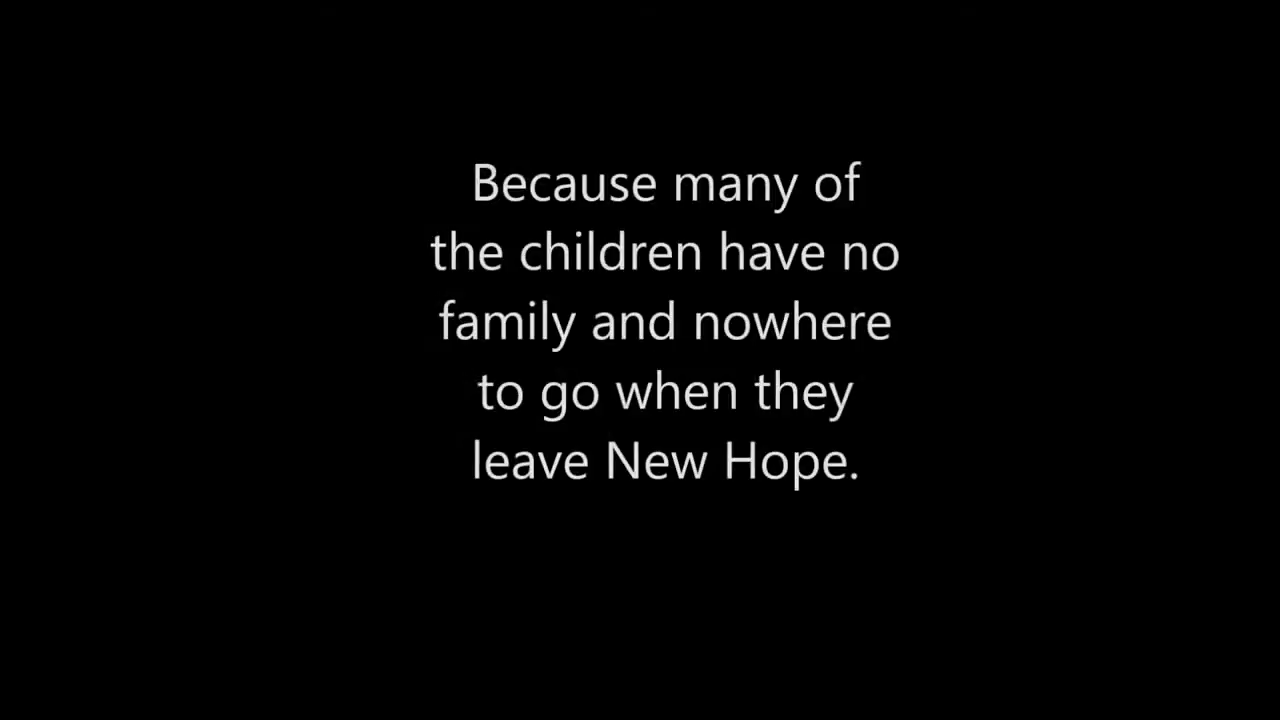 Because many of
the children have no
family and nowhere
to go when they
leave New Hope.